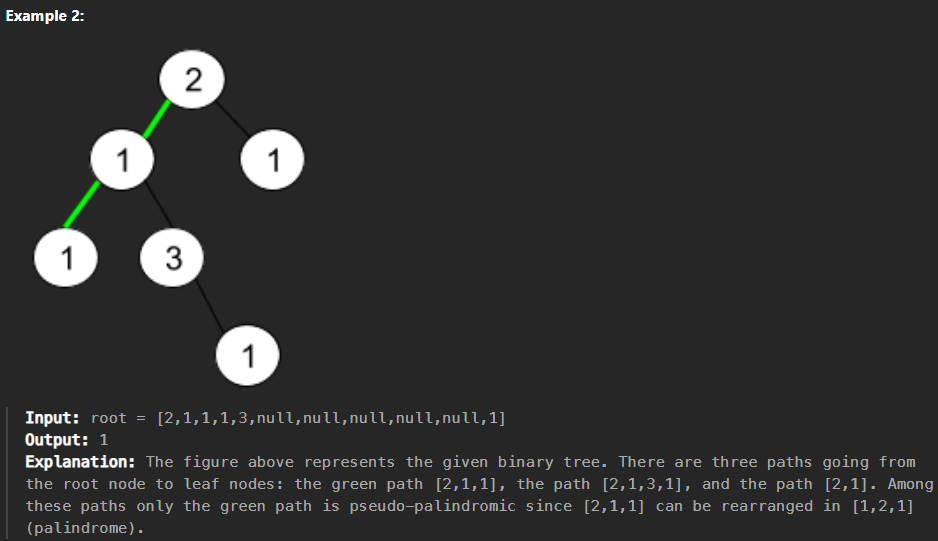 Example 2:
2
1 1
1 3
1
Input: root = [2,1,1,1,3,null,null,null,null,null,1]
Output: 1
Explanation: The figure above represents the given binary tree. There are three paths going from
the root node to leaf nodes: the green path [2,1,1], the path [2,1,3,1], and the path [2,1]. Among
these paths only the green path is pseudo-palindromic since [2,1,1] can be rearranged in [1,2,1]
(palindrome).